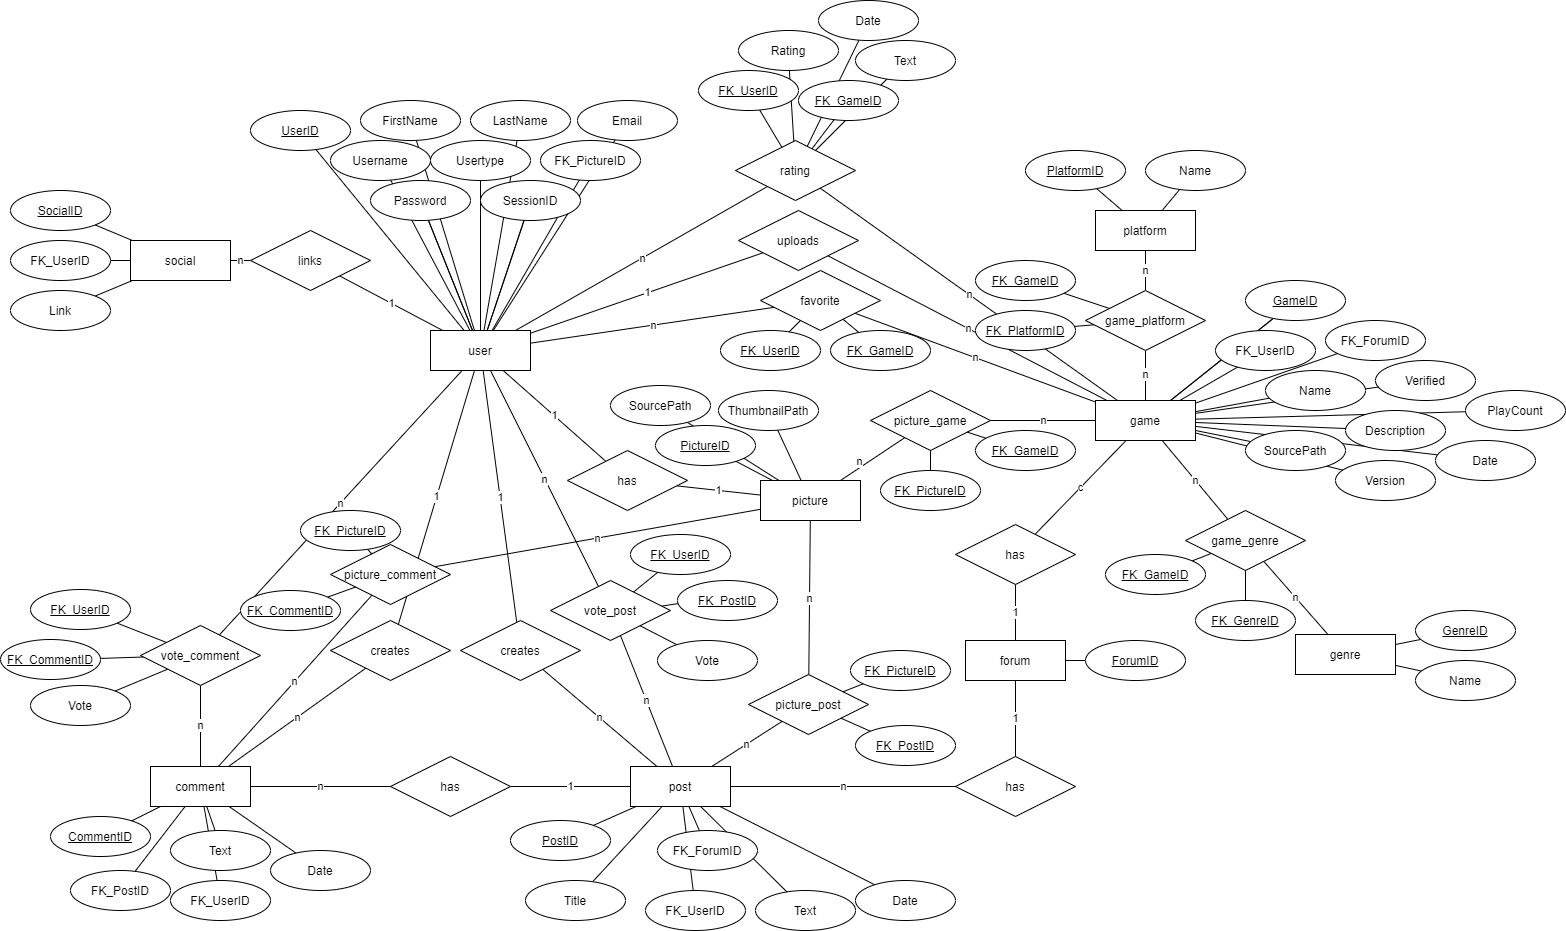 Date
Rating
Text
FK_UserID
FK_GameID
FirstName
LastName
Email
UserID
Username
Usertype
FK_PictureID
rating
PlatformID
Name
Password
SessionID
SocialID
platform
uploads
social
n
links
FK_UserID
n
n
1
FK_GameID
n
favorite
GameID
1
Link
game_platform
n
n
FK_PlatformID
FK_ForumID
user
FK_UserID
FK_GameID
n
FK_UserID
n
Verified
Name
SourcePath
ThumbnailPath
PlayCount
1
picture_game
n
game
Description
PictureID
FK_GameID
SourcePath
Date
n
has
n
n
Version
c
1
FK_PictureID
1
1
picture
n
FK_PictureID
n
game_genre
FK_UserID
has
picture_comment
FK_GameID
n
n
FK_PostID
FK_UserID
FK_CommentID
vote_post
1
FK_GenreID
GenreID
creates
creates
vote_comment
FK_CommentID
Vote
forum
ForumID
genre
FK_PictureID
Name
n
n
Vote
picture_post
n
n
n
1
FK_PostID
n
comment
n
has
1
post
n
has
CommentID
PostID
Text
FK_ForumID
Date
FK_PostID
FK_UserID
Title
FK_UserID
Text
Date